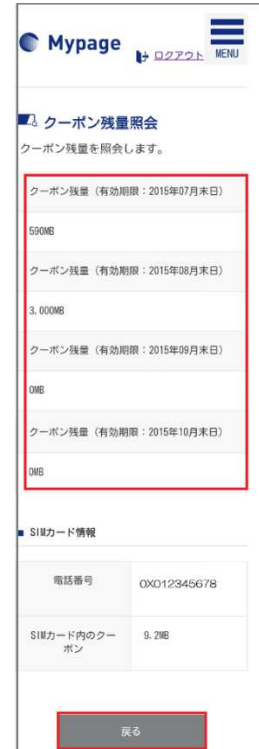 Mypage
ログアウト
MENU
クーポン残量照会
クーポン残量を照会します。
クーポン残量（有効期限：2015年07月末日）
590MB
クーポン残量（有効期限：2015年08月末日）
3,000MB
クーポン残量（有効期限：2015年09月末日）
0MB
クーポン残量（有効期限：2015年10月末日）
0MB
SIMカード情報
電話番号
0X012345678
SIMカード内のクー
ポン
9.2MB
戻る